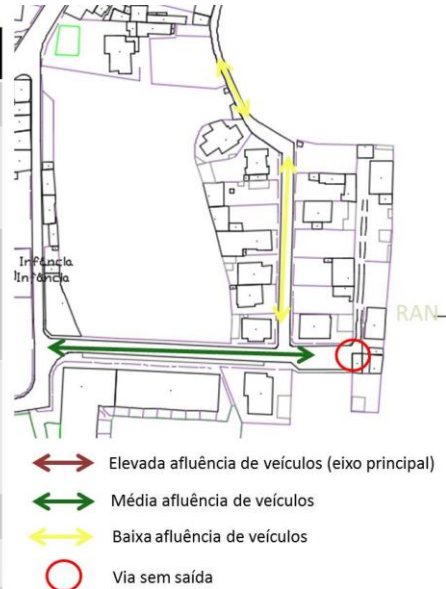 Infância
Infância
RAN
Elevada afluência de veículos (eixo principal)
Média afluência de veículos
Baixa afluência de veículos
Via sem saída